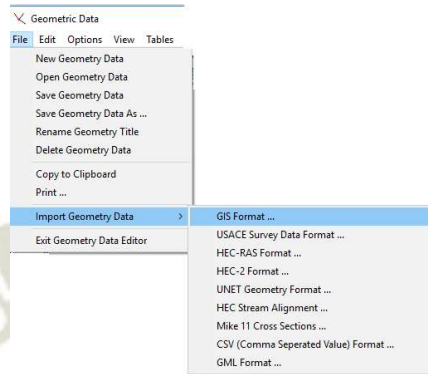 Geometric Data
File Edit Options View Tables
New Geometry Data
Open Geometry Data
Save Geometry Data
Save Geometry Data As ...
Rename Geometry Title
Delete Geometry Data
Copy to Clipboard
Print ...
Import Geometry Data >
Exit Geometry Data Editor
GIS Format ...
USACE Survey Data Format ...
HEC-RAS Format ...
HEC-2 Format ...
UNET Geometry Format ...
HEC Stream Alignment ...
Mike 11 Cross Sections ...
CSV (Comma Seperated Value) Format ...
GML Format ...